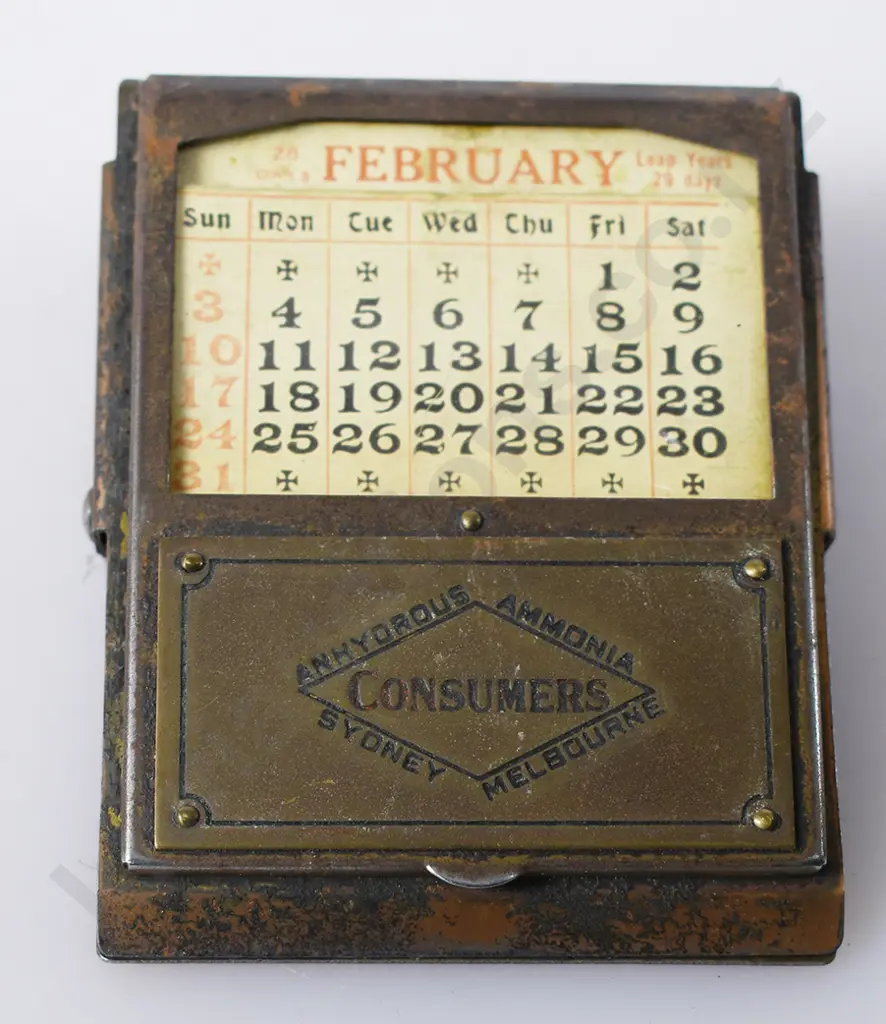 28 FEBRUARY Leap Years
29 days
Sun Mon Tue Wed Thu Fri Sat
✠ ✠ ✠ ✠ ✠ 1 2
3 4 5 6 7 8 9
10 11 12 13 14 15 16
17 18 19 20 21 22 23
24 25 26 27 28 29 30
31 ✠ ✠ ✠ ✠ ✠ ✠
ANHYDROUS AMMONIA
CONSUMERS
SYDNEY MELBOURNE